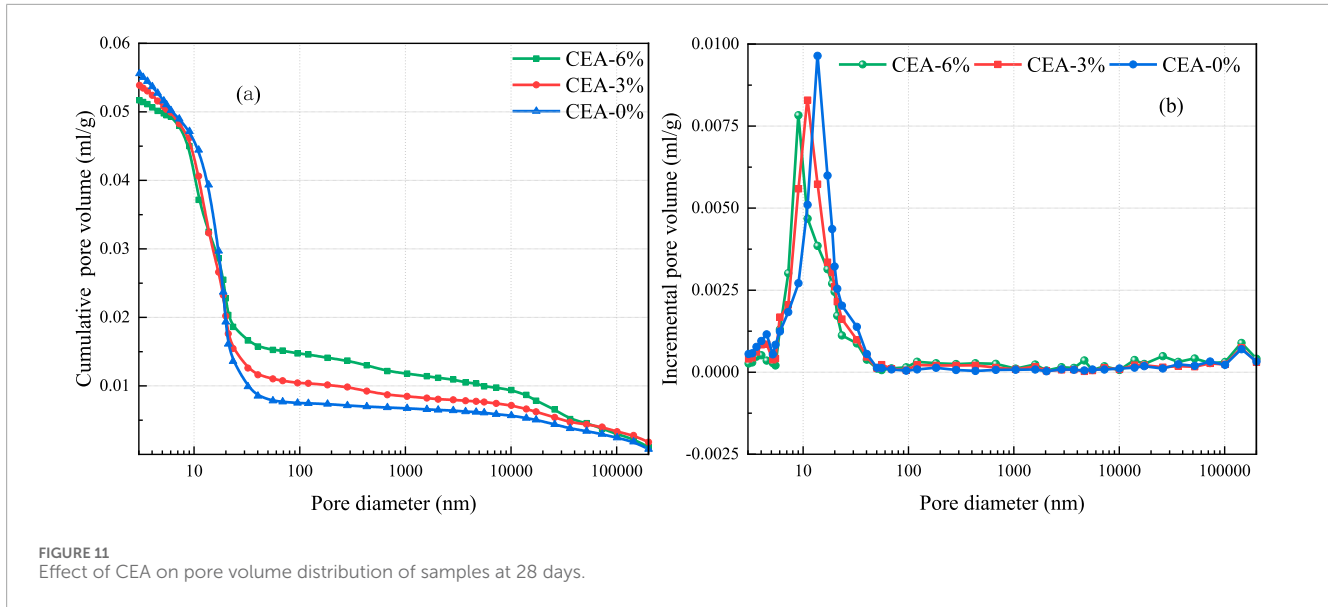 0.06
0.05
0.04
0.03
0.02
0.01
Cumulative pore volume (ml/g)
(a)
CEA-6%
CEA-3%
CEA-0%
10
100
1000
10000
100000
Pore diameter (nm)
0.0100
0.0075
0.0050
0.0025
0.0000
-0.0025
Incremental pore volume (ml/g)
CEA-6% CEA-3% CEA-0%
(b)
10
100
1000
10000
100000
Pore diameter (nm)
FIGURE 11
Effect of CEA on pore volume distribution of samples at 28 days.